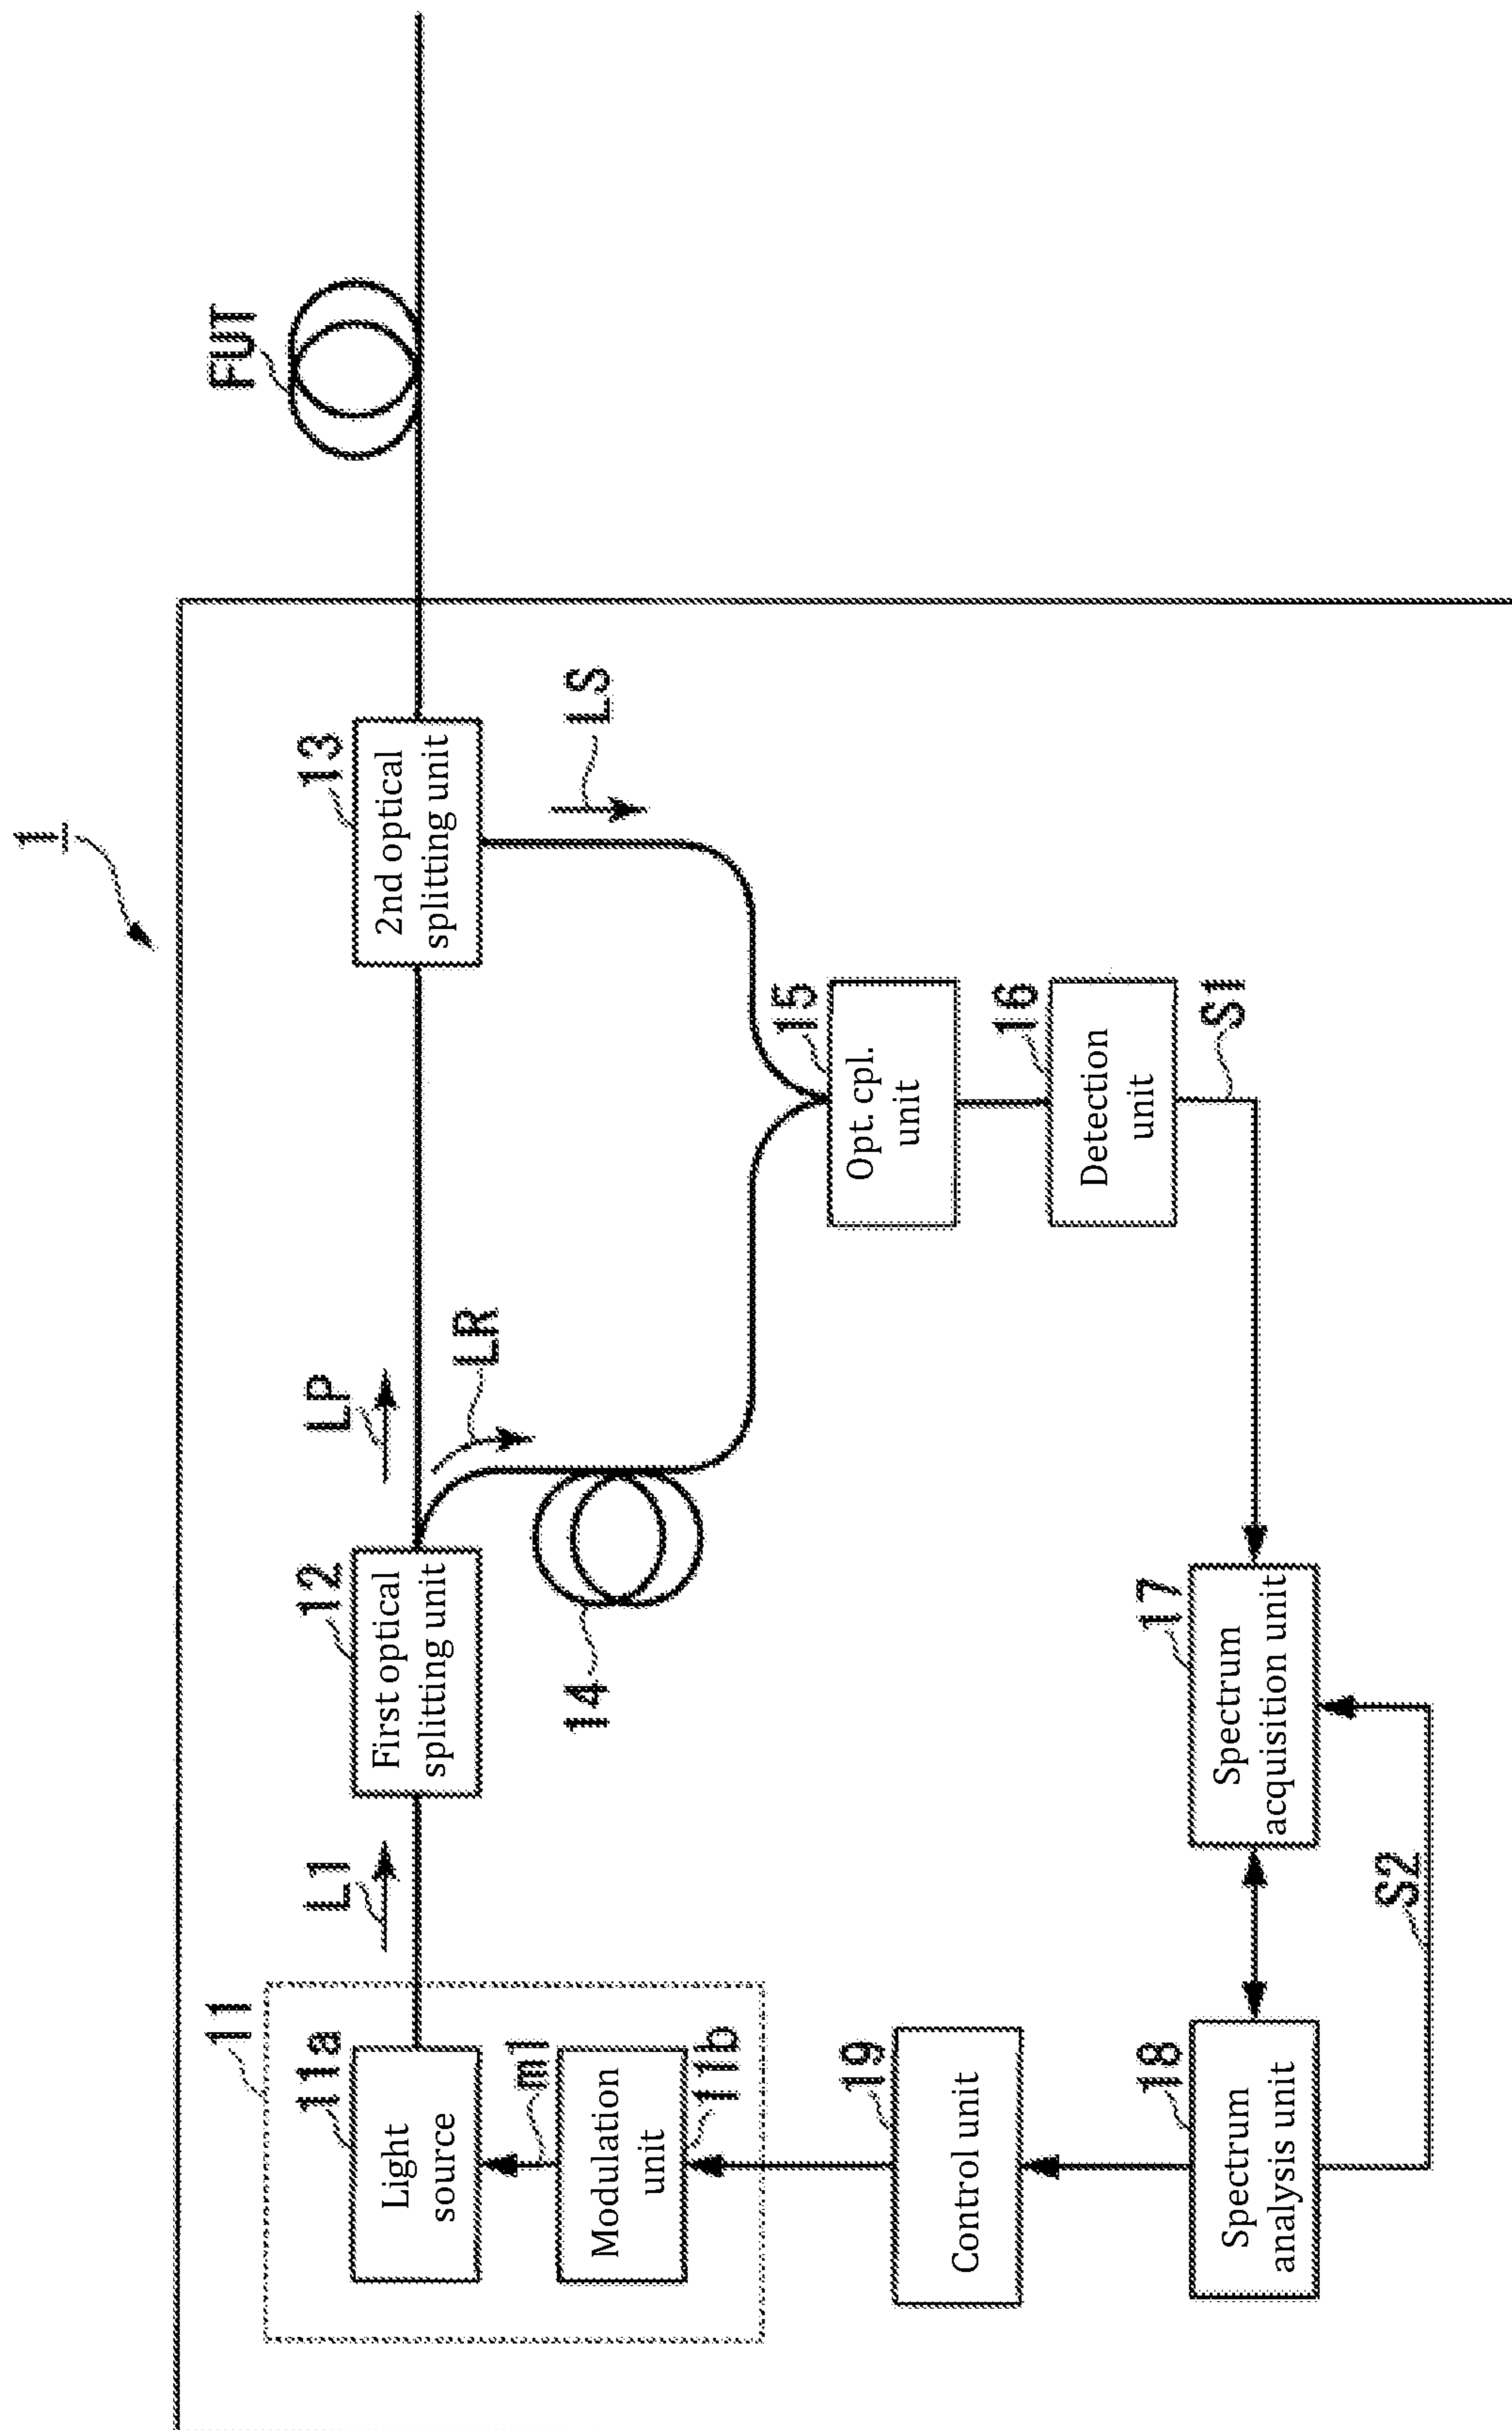 1
FUT
11
11a
Light
source
L1
12
First optical
splitting unit
LP
LR
13
2nd optical
splitting unit
LS
m1
Modulation
unit
11b
14
15
Opt. cpl.
unit
16
Detection
unit
S1
19
Control unit
18
Spectrum
analysis unit
17
Spectrum
acquisition unit
S2